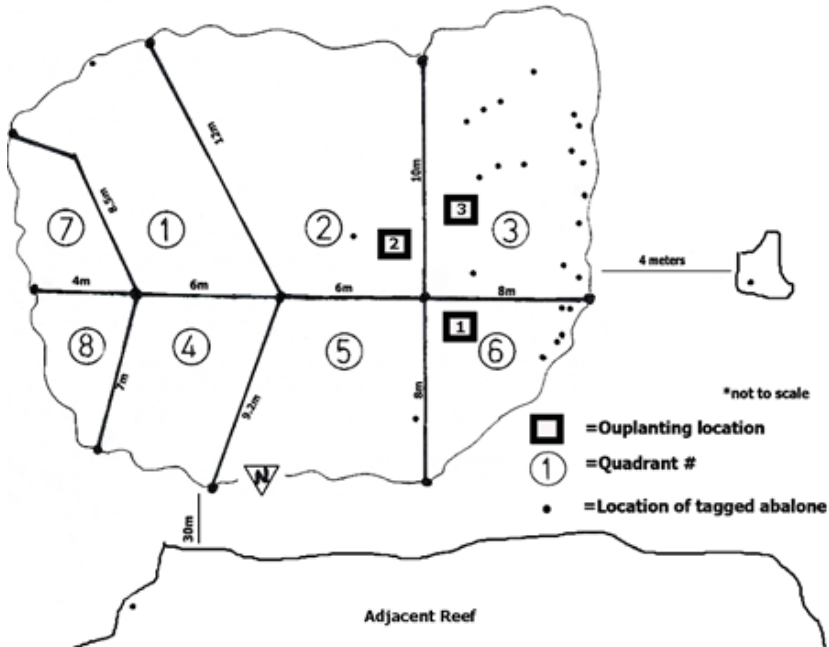 12m
10m
8.5m
3
7
1
2
2
3
4m
6m
6m
8m
4 meters
1
8
4
5
6
7m
9.2m
8m
*not to scale
=Ouplanting location
N
1 =Quadrant #
=Location of tagged abalone
30m
Adjacent Reef